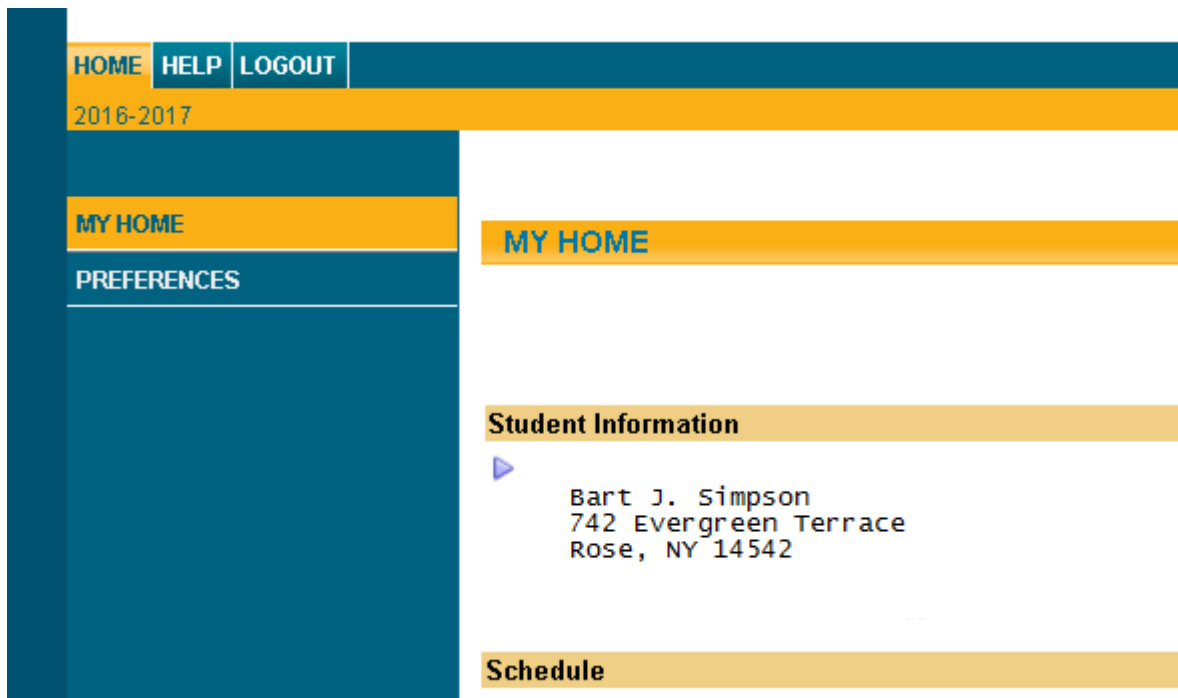 HOME HELP LOGOUT
2016-2017
MY HOME
PREFERENCES
MY HOME
Student Information
Bart J. Simpson
742 Evergreen Terrace
Rose, NY 14542
Schedule